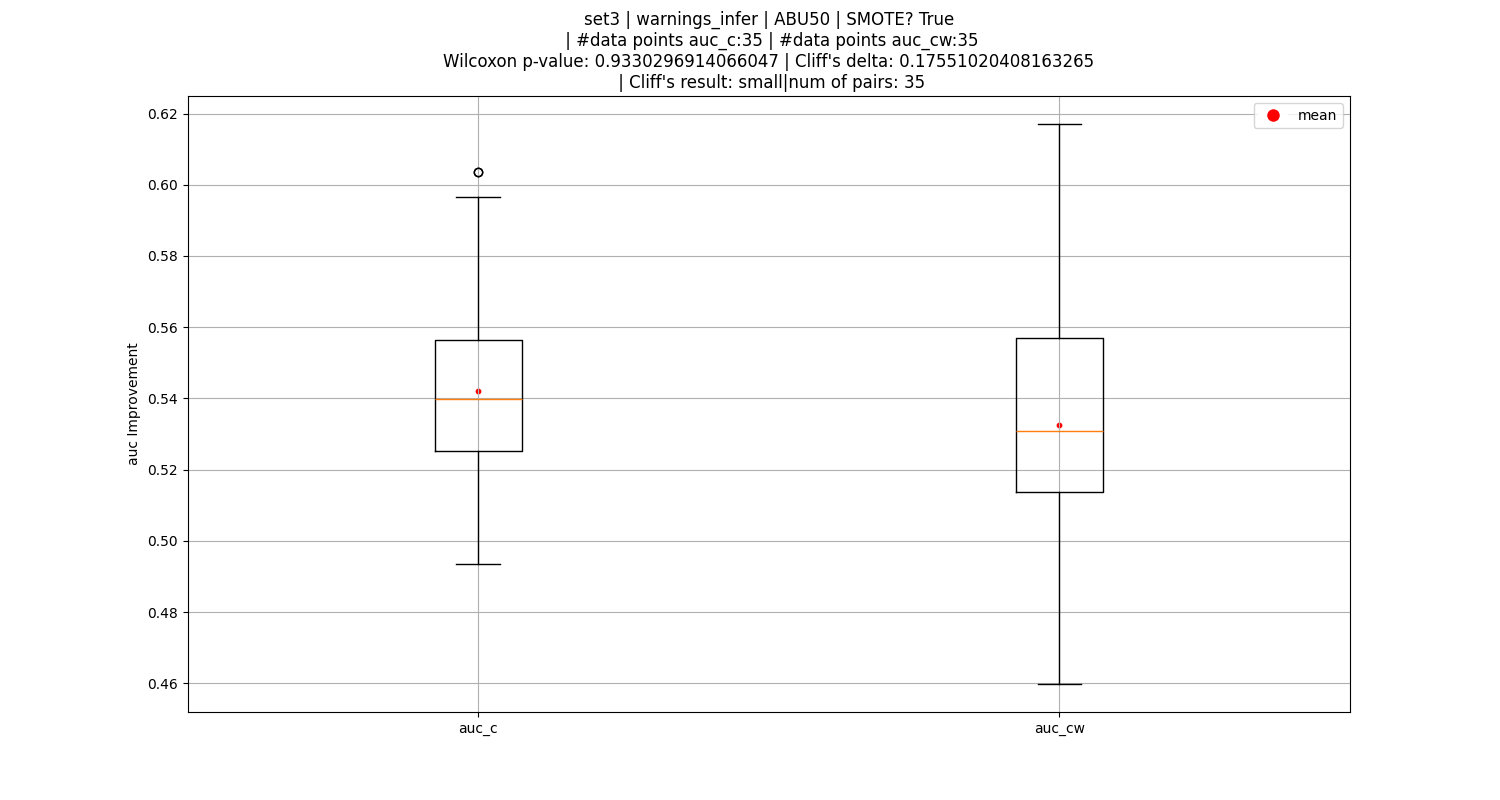 set3 | warnings_infer | ABU50 | SMOTE? True
| #data points auc_c:35 | #data points auc_cw:35
Wilcoxon p-value: 0.9330296914066047 | Cliff's delta: 0.17551020408163265
| Cliff's result: small|num of pairs: 35
mean
0.62
0.60
0.58
0.56
0.54
0.52
0.50
0.48
0.46
auc Improvement
auc_c
auc_cw